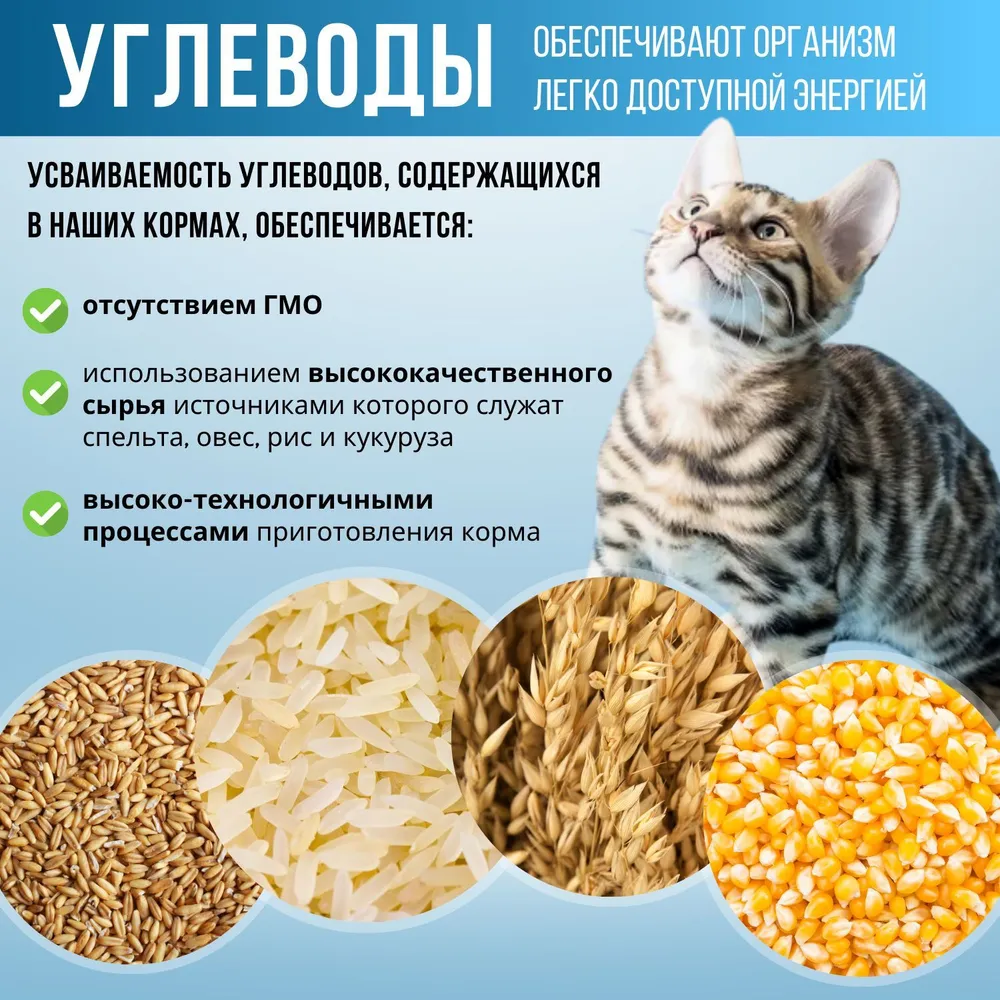 УГЛЕВОДЫ
ОБЕСПЕЧИВАЮТ ОРГАНИЗМ
ЛЕГКО ДОСТУПНОЙ ЭНЕРГИЕЙ
УСВАИВАЕМОСТЬ УГЛЕВОДОВ, СОДЕРЖАЩИХСЯ
В НАШИХ КОРМАХ, ОБЕСПЕЧИВАЕТСЯ:
отсутствием ГМО
использованием высококачественного
сырья источниками которого служат
спельта, овес, рис и кукуруза
высоко-технологичными
процессами приготовления корма